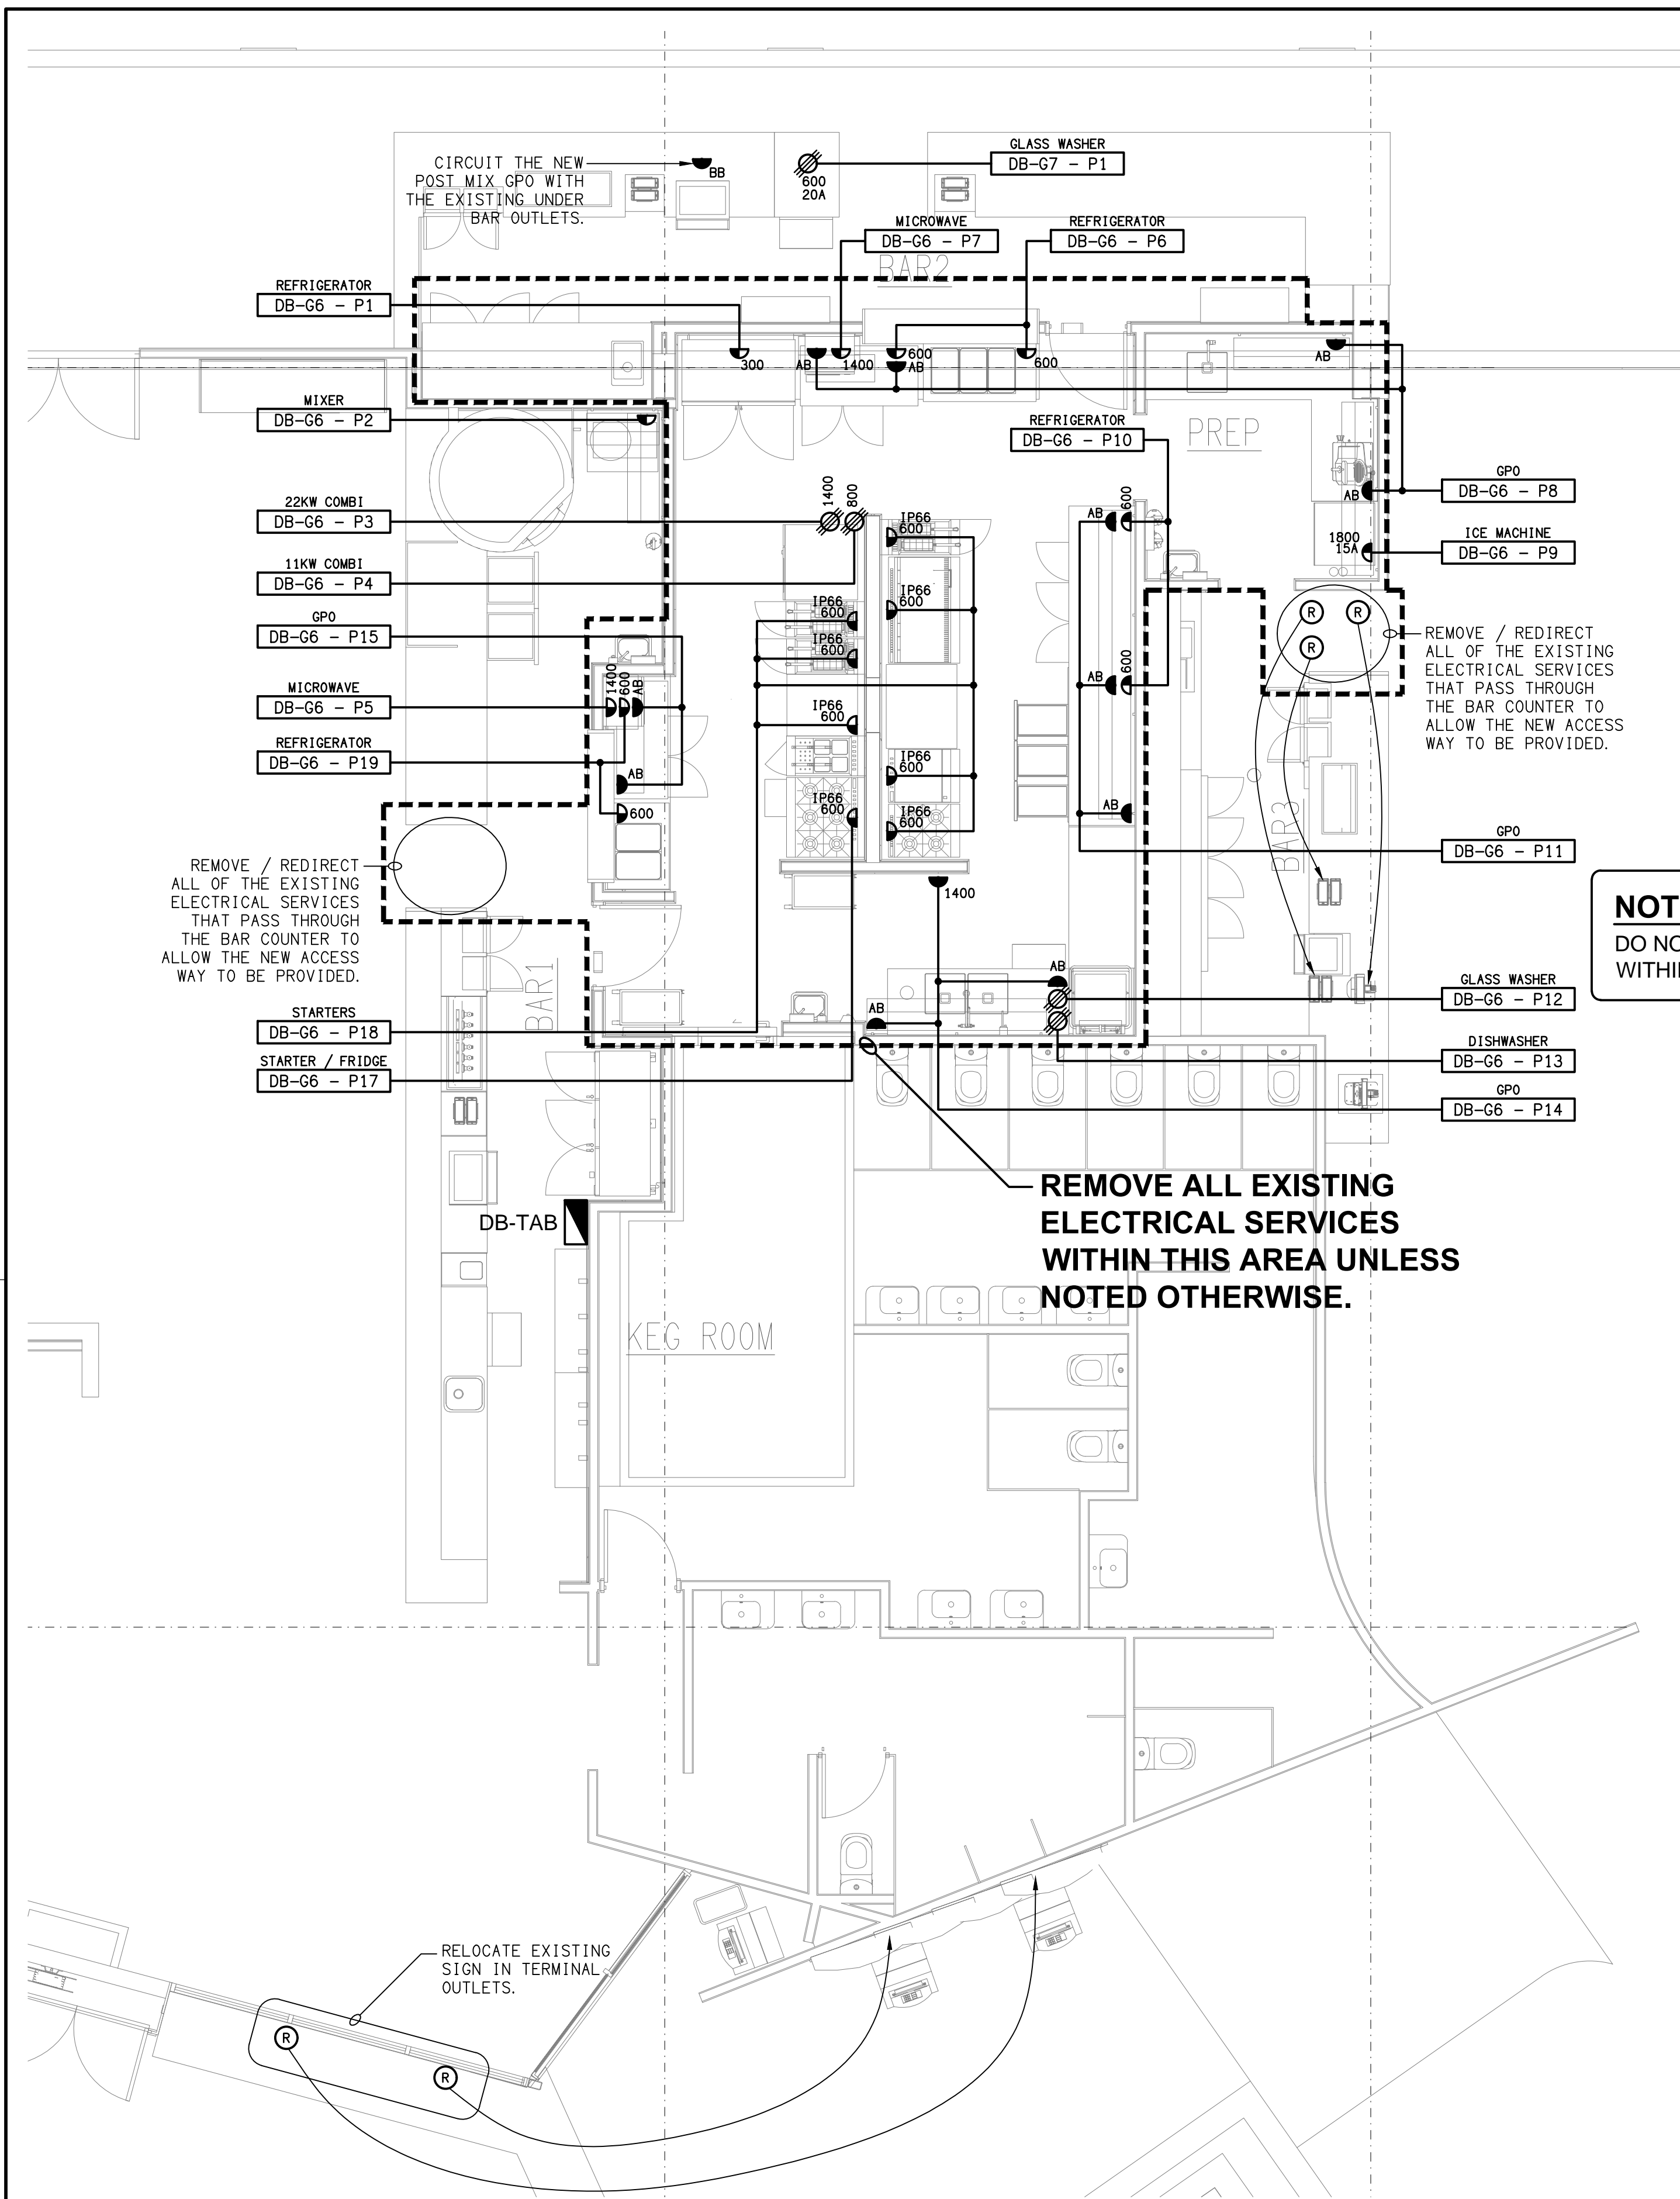 CIRCUIT THE NEW
POST MIX GPO WITH
THE EXISTING UNDER
BAR OUTLETS.
BB
600
20A
GLASS WASHER
DB-G7 - P1
MICROWAVE
DB-G6 - P7
REFRIGERATOR
DB-G6 - P6
BAR2
REFRIGERATOR
DB-G6 - P1
300
AB
1400
600
AB
600
AB
MIXER
DB-G6 - P2
REFRIGERATOR
DB-G6 - P10
PREP
22KW COMBI
DB-G6 - P3
1400
800
IP66
600
AB
600
AB
GPO
DB-G6 - P8
1800
15A
ICE MACHINE
DB-G6 - P9
11KW COMBI
DB-G6 - P4
IP66
600
IP66
600
GPO
DB-G6 - P15
R
R
R
REMOVE / REDIRECT
ALL OF THE EXISTING
ELECTRICAL SERVICES
THAT PASS THROUGH
THE BAR COUNTER TO
ALLOW THE NEW ACCESS
WAY TO BE PROVIDED.
IP66
600
MICROWAVE
DB-G6 - P5
1400
600
AB
AB
600
IP66
600
REFRIGERATOR
DB-G6 - P19
AB
600
IP66
600
IP66
600
IP66
600
AB
BAR3
GPO
DB-G6 - P11
REMOVE / REDIRECT
ALL OF THE EXISTING
ELECTRICAL SERVICES
THAT PASS THROUGH
THE BAR COUNTER TO
ALLOW THE NEW ACCESS
WAY TO BE PROVIDED.
1400
NOT
DO NO
WITHI
BAR1
AB
AB
GLASS WASHER
DB-G6 - P12
STARTERS
DB-G6 - P18
DISHWASHER
DB-G6 - P13
STARTER / FRIDGE
DB-G6 - P17
GPO
DB-G6 - P14
REMOVE ALL EXISTING
ELECTRICAL SERVICES
WITHIN THIS AREA UNLESS
NOTED OTHERWISE.
DB-TAB
KEG ROOM
RELOCATE EXISTING
SIGN IN TERMINAL
OUTLETS.
R
R